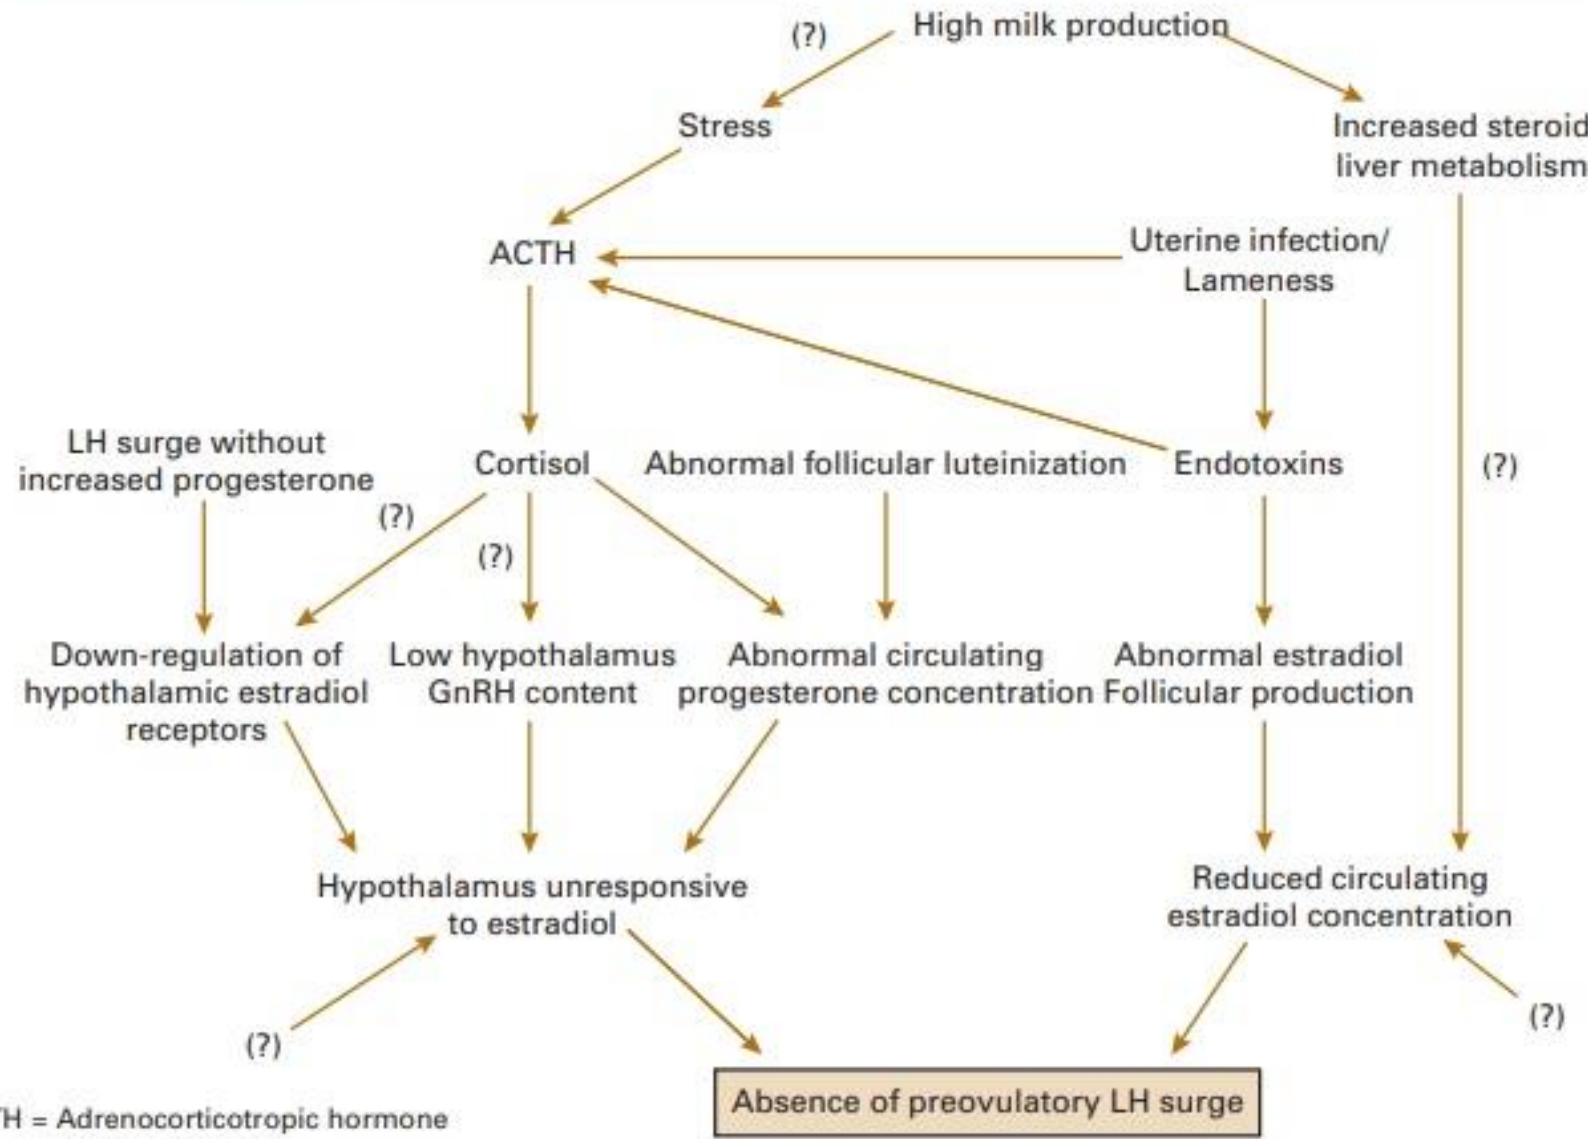 High milk production
(?)
Stress
Increased steroid
liver metabolism
ACTH
Uterine infection/
Lameness
LH surge without
increased progesterone
Cortisol
Abnormal follicular luteinization
Endotoxins
(?)
(?)
(?)
Down-regulation of
hypothalamic estradiol
receptors
Low hypothalamus
GnRH content
Abnormal circulating
progesterone concentration
Abnormal estradiol
Follicular production
Hypothalamus unresponsive
to estradiol
Reduced circulating
estradiol concentration
(?)
(?)
Absence of preovulatory LH surge
TH = Adrenocorticotropic hormone